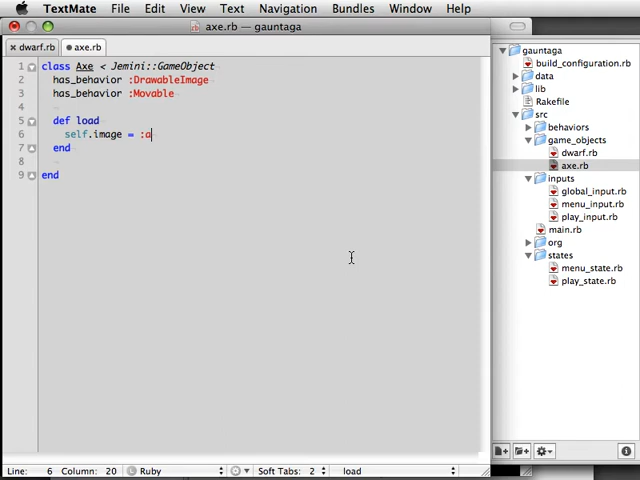 TextMate File Edit View Text Navigation Bundles Window Help
axe.rb — gauntaga
dwarf.rb axe.rb
1 class Axe < Jemini::GameObject
2 has_behavior :DrawableImage
3 has_behavior :Movable
4
5 def load
6 self.image = :a
7 end
8
9 end
gauntaga
build_configuration.rb
data
lib
Rakefile
src
behaviors
game_objects
dwarf.rb
axe.rb
inputs
global_input.rb
menu_input.rb
play_input.rb
main.rb
org
states
menu_state.rb
play_state.rb
Line: 6 Column: 20 Ruby Soft Tabs: 2 load